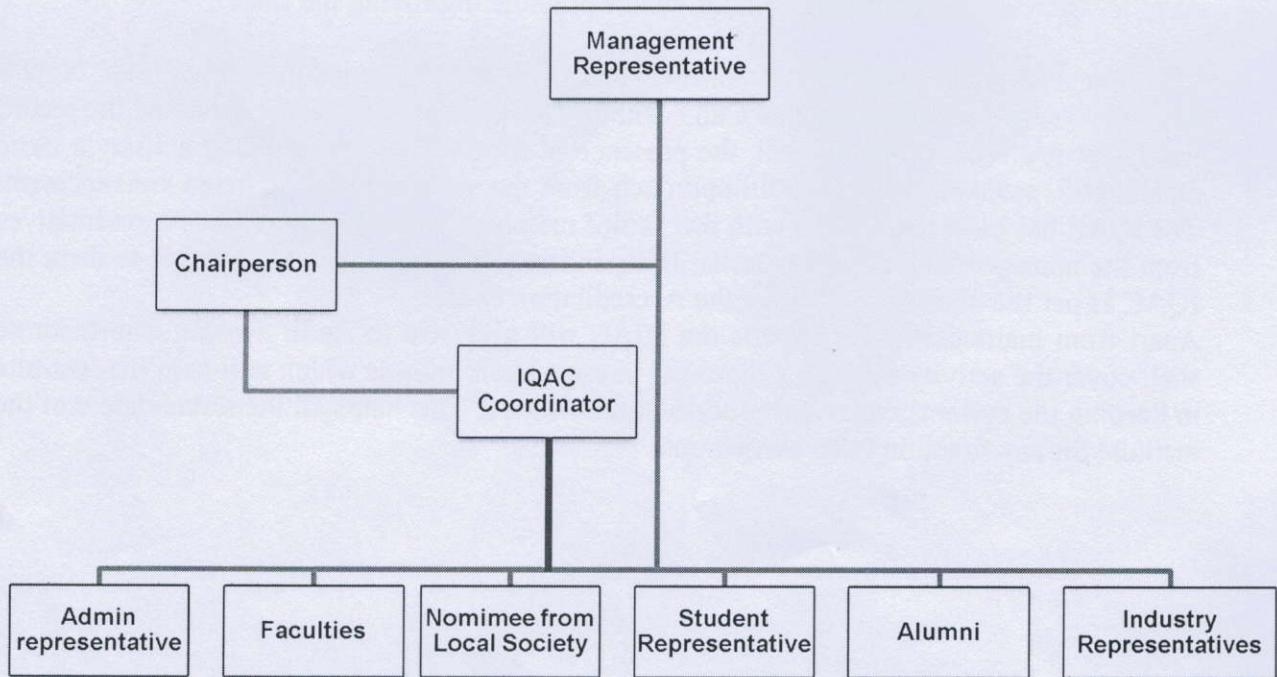 Management
Representative
Chairperson
IQAC
Coordinator
Admin
representative
Faculties
Nomimee from
Local Society
Student
Representative
Alumni
Industry
Representatives